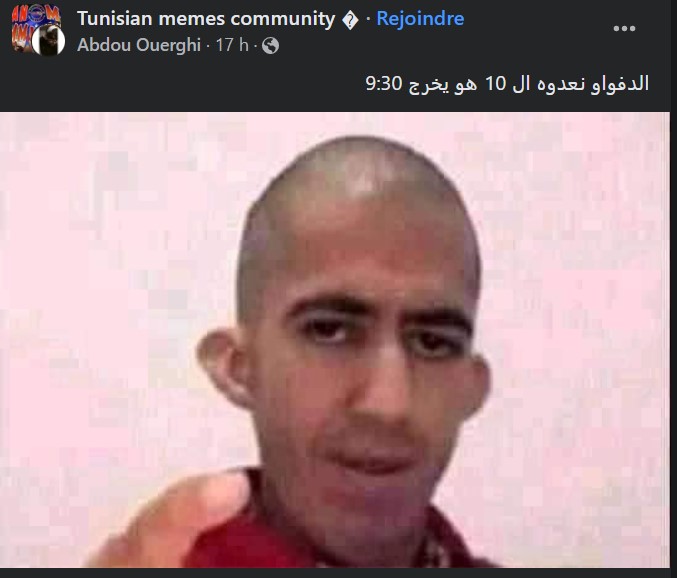 Tunisian memes community � · Rejoindre
Abdou Ouerghi · 17 h ·
الدفواو نعدوه ال 10 هو يخرج 9:30